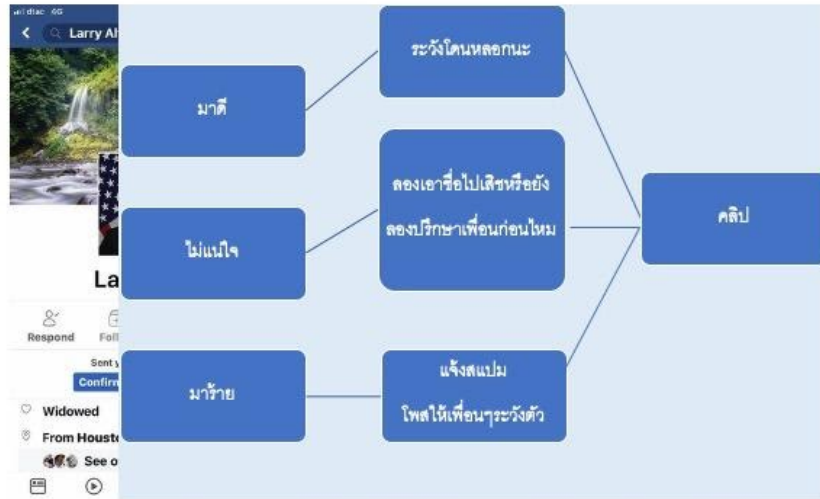 dtac
Larry Al
La
Respond
Foll
Sent y
Confirm
Widowed
From Houst
See o
มาดี
ระวังโดนหลอกนะ
ไม่แน่ใจ
ลองเอาชื่อไปเสิชหรือยัง
ลองปรึกษาเพื่อนก่อนไหม
มาร้าย
แจ้งสแปม
โพสให้เพื่อนๆระวังตัว
คลิป